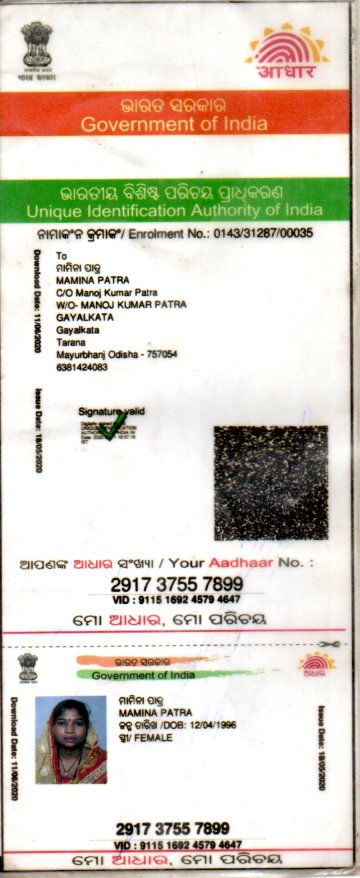 भारत सरकार
आधार
ଭାରତ ସରକାର
Government of India
ଭାରତୀୟ ବିଶିଷ୍ଟ ପରିଚୟ ପ୍ରାଧିକରଣ
Unique Identification Authority of India
ନାମାଙ୍କନ କ୍ରମାଙ୍କ/ Enrolment No.: 0143/31287/00035
Download Date: 11/06/2020
To
ମାମିନା ପାତ୍ର
MAMINA PATRA
C/O Manoj Kumar Patra
W/O- MANOJ KUMAR PATRA
GAYALKATA
Gayalkata
Tarana
Mayurbhanj Odisha - 757054
6381424083
Issue Date: 18/05/2020
Signature valid
ଆପଣଙ୍କ ଆଧାର ସଂଖ୍ୟା / Your Aadhaar No. :
2917 3755 7899
VID : 9115 1692 4579 4647
ମୋ ଆଧାର, ମୋ ପରିଚୟ
ଭାରତ ସରକାର
Government of India
ଆଧାର
Download Date: 11/06/2020
ମାମିନା ପାତ୍ର
MAMINA PATRA
ଜନ୍ମ ତାରିଖ /DOB: 12/04/1996
ସ୍ତ୍ରୀ/ FEMALE
Issue Date: 18/05/2020
2917 3755 7899
VID : 9115 1692 4579 4647
ମୋ ଆଧାର, ମୋ ପରିଚୟ